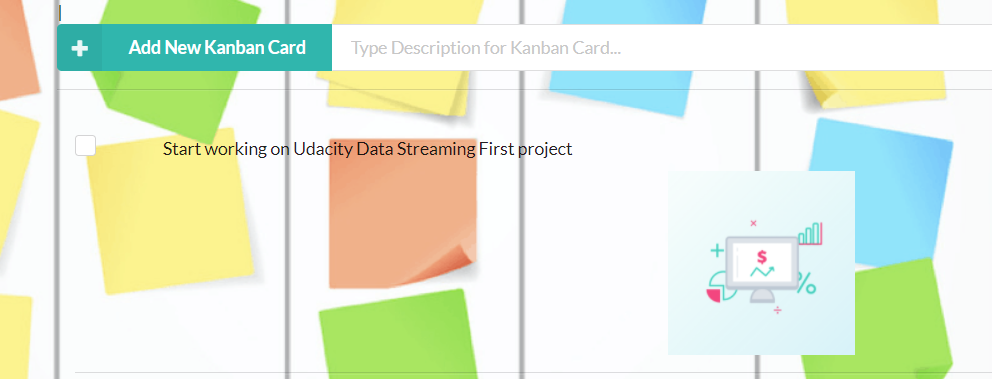 Add New Kanban Card
Type Description for Kanban Card...
Start working on Udacity Data Streaming First project
$
%